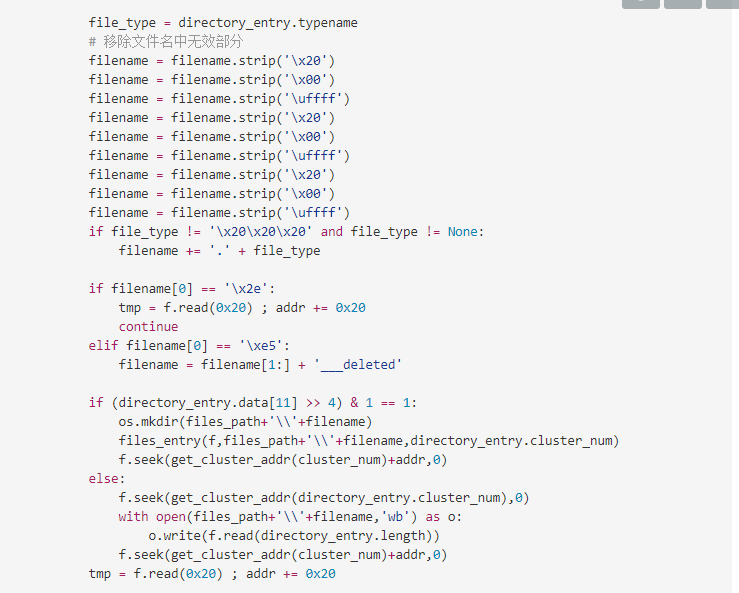 file_type = directory_entry.typename
# 移除文件名中无效部分
filename = filename.strip('\x20')
filename = filename.strip('\x00')
filename = filename.strip('\uffff')
filename = filename.strip('\x20')
filename = filename.strip('\x00')
filename = filename.strip('\uffff')
filename = filename.strip('\x20')
filename = filename.strip('\x00')
filename = filename.strip('\uffff')
if file_type != '\x20\x20\x20' and file_type != None:
    filename += '.' + file_type

if filename[0] == '\x2e':
    tmp = f.read(0x20) ; addr += 0x20
    continue
elif filename[0] == '\xe5':
    filename = filename[1:] + '___deleted'

if (directory_entry.data[11] >> 4) & 1 == 1:
    os.mkdir(files_path+'\\'+filename)
    files_entry(f,files_path+'\\'+filename,directory_entry.cluster_num)
    f.seek(get_cluster_addr(cluster_num)+addr,0)
else:
    f.seek(get_cluster_addr(directory_entry.cluster_num),0)
    with open(files_path+'\\'+filename,'wb') as o:
        o.write(f.read(directory_entry.length))
    f.seek(get_cluster_addr(cluster_num)+addr,0)
tmp = f.read(0x20) ; addr += 0x20